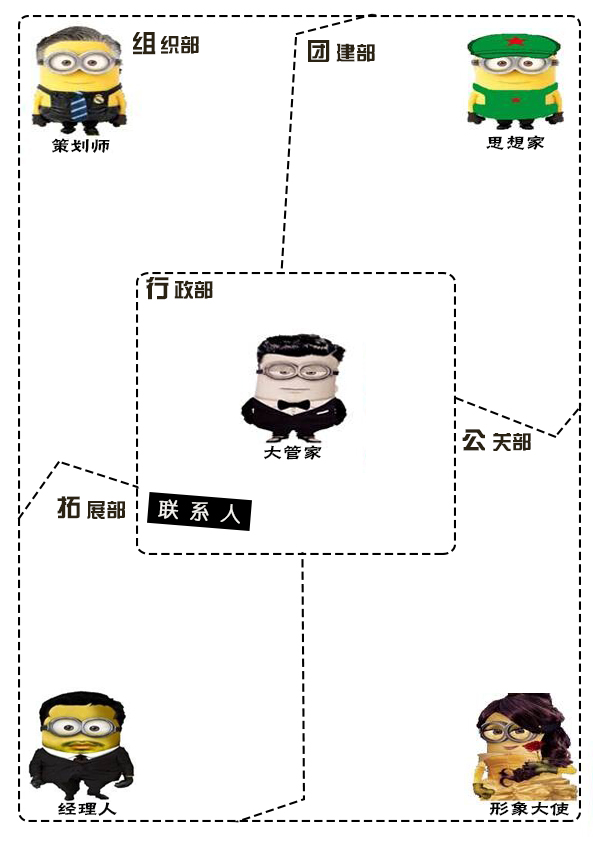 组织部
团建部
策划师
思想家
行政部
大管家
公关部
拓展部
联系人
经理人
形象大使